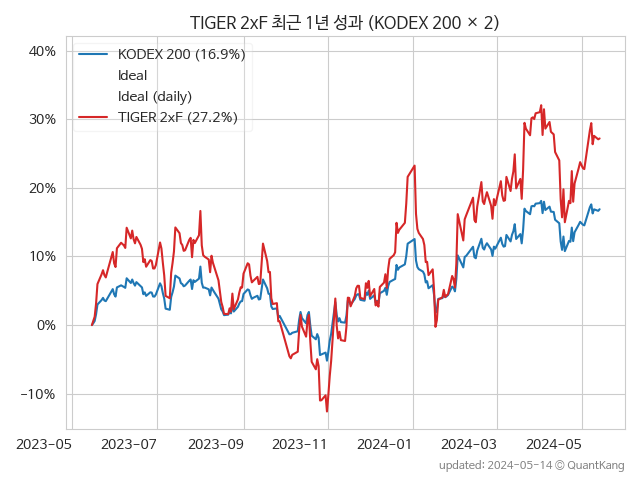 TIGER 2xF 최근 1년 성과 (KODEX 200 × 2)
KODEX 200 (16.9%)
Ideal
Ideal (daily)
TIGER 2xF (27.2%)
40%
30%
20%
10%
0%
−10%
2023−05
2023−07
2023−09
2023−11
2024−01
2024−03
2024−05
updated: 2024−05−14 © QuantKang